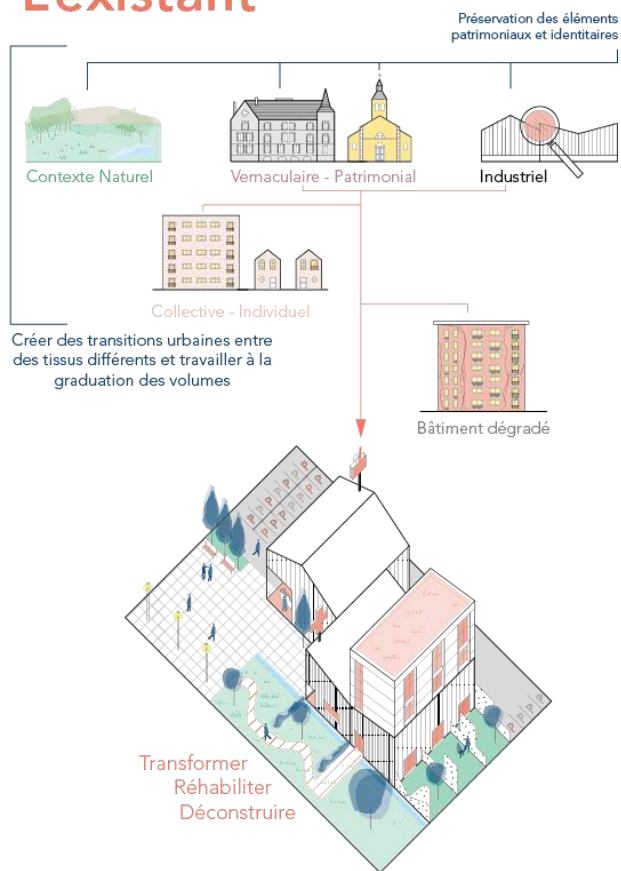 L'existant
Préservation des éléments
patrimoniaux et identitaires
Contexte Naturel
Vernaculaire - Patrimonial
Industriel
Collective - Individuel
Créer des transitions urbaines entre
des tissus différents et travailler à la
graduation des volumes
Bâtiment dégradé
Transformer
Réhabiliter
Déconstruire